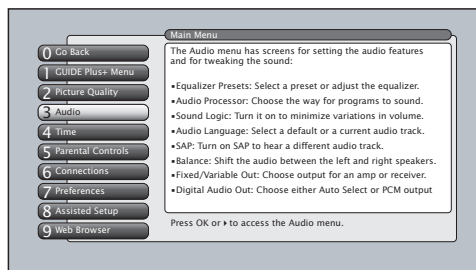 Main Menu
0 Go Back
1 GUIDE Plus+ Menu
2 Picture Quality
3 Audio
4 Time
5 Parental Controls
6 Connections
7 Preferences
8 Assisted Setup
9 Web Browser
The Audio menu has screens for setting the audio features
and for tweaking the sound:
▪Equalizer Presets: Select a preset or adjust the equalizer.
▪Audio Processor: Choose the way for programs to sound.
▪Sound Logic: Turn it on to minimize variations in volume.
▪Audio Language: Select a default or a current audio track.
▪SAP: Turn on SAP to hear a different audio track.
▪Balance: Shift the audio between the left and right speakers.
▪Fixed/Variable Out: Choose output for an amp or receiver.
▪Digital Audio Out: Choose either Auto Select or PCM output
Press OK or ▸ to access the Audio menu.